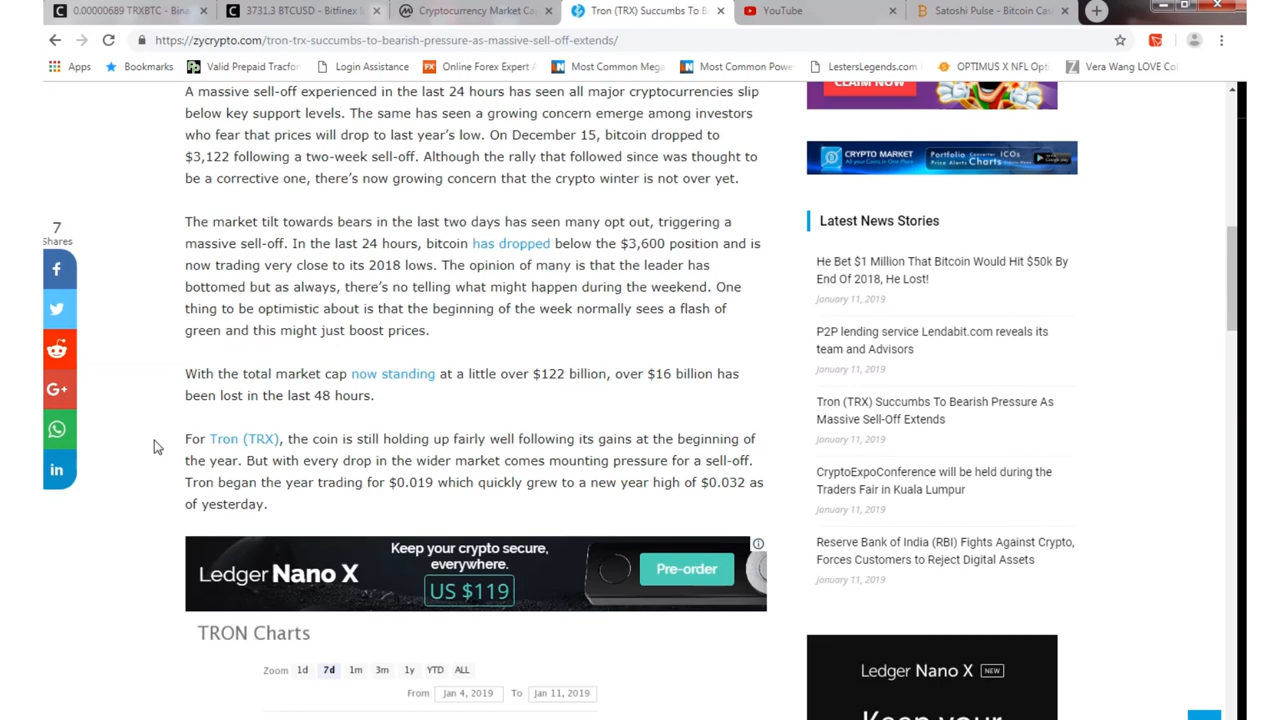 0.00000689 TRXBTC - Bina
3731.3 BTCUSD - Bitfinex
Cryptocurrency Market Ca
Tron (TRX) Succumbs To B
YouTube
Satoshi Pulse - Bitcoin Cas
https://zycrypto.com/tron-trx-succumbs-to-bearish-pressure-as-massive-sell-off-extends/
Apps
Bookmarks
Valid Prepaid Tracfor
Login Assistance
Online Forex Expert
Most Common Mega
Most Common Powe
LestersLegends.com
OPTIMUS X NFL Opti
Vera Wang LOVE Col
A massive sell-off experienced in the last 24 hours has seen all major cryptocurrencies slip
below key support levels. The same has seen a growing concern emerge among investors
who fear that prices will drop to last year's low. On December 15, bitcoin dropped to
$3,122 following a two-week sell-off. Although the rally that followed since was thought to
be a corrective one, there's now growing concern that the crypto winter is not over yet.
The market tilt towards bears in the last two days has seen many opt out, triggering a
massive sell-off. In the last 24 hours, bitcoin has dropped below the $3,600 position and is
now trading very close to its 2018 lows. The opinion of many is that the leader has
bottomed but as always, there's no telling what might happen during the weekend. One
thing to be optimistic about is that the beginning of the week normally sees a flash of
green and this might just boost prices.
With the total market cap now standing at a little over $122 billion, over $16 billion has
been lost in the last 48 hours.
For Tron (TRX), the coin is still holding up fairly well following its gains at the beginning of
the year. But with every drop in the wider market comes mounting pressure for a sell-off.
Tron began the year trading for $0.019 which quickly grew to a new year high of $0.032 as
of yesterday.
7
Shares
G+
in
Ledger Nano X
Keep your crypto secure,
everywhere.
US $119
Pre-order
TRON Charts
Zoom 1d 7d 1m 3m 1y YTD ALL
From Jan 4, 2019 To Jan 11, 2019
CLAIM NOW
CRYPTO MARKET
All your Coins in One Place
Portfolio
Converter
ICOs
Price Alerts
Charts
Latest News Stories
He Bet $1 Million That Bitcoin Would Hit $50k By
End Of 2018, He Lost!
January 11, 2019
P2P lending service Lendabit.com reveals its
team and Advisors
January 11, 2019
Tron (TRX) Succumbs To Bearish Pressure As
Massive Sell-Off Extends
January 11, 2019
CryptoExpoConference will be held during the
Traders Fair in Kuala Lumpur
January 11, 2019
Reserve Bank of India (RBI) Fights Against Crypto,
Forces Customers to Reject Digital Assets
January 11, 2019
Ledger Nano X NEW
Keep your